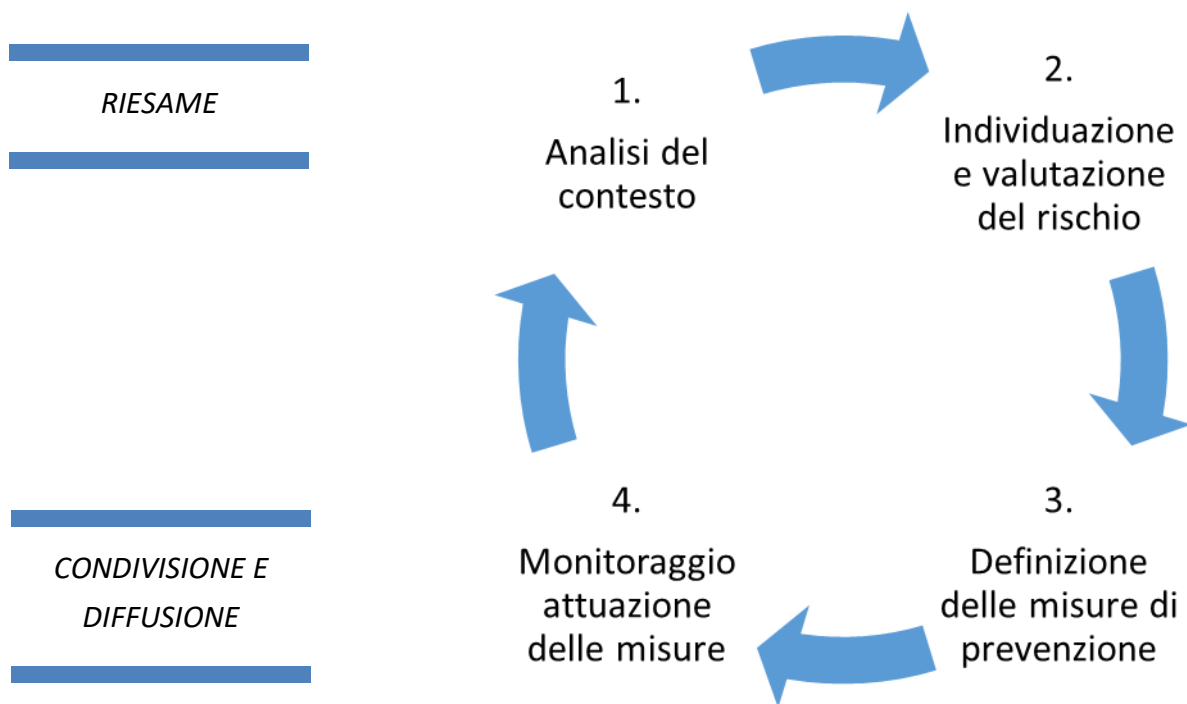 RIESAME
1.
Analisi del
contesto
2.
Individuazione
e valutazione
del rischio
CONDIVISIONE E
DIFFUSIONE
4.
Monitoraggio
attuazione
delle misure
3.
Definizione
delle misure di
prevenzione